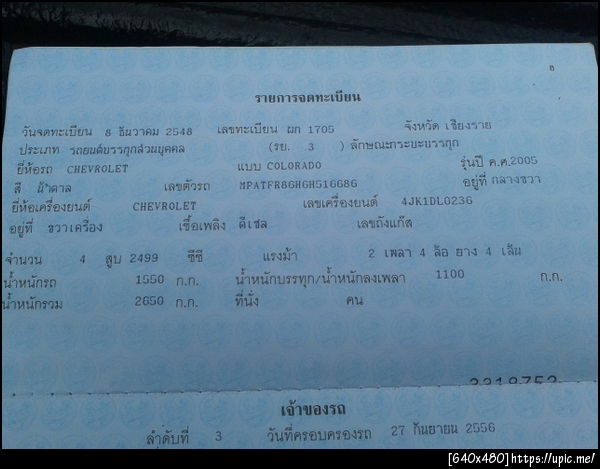 รายการจดทะเบียน
วันจดทะเบียน 8 ธันวาคม 2548 เลขทะเบียน ผก 1705 จังหวัด เชียงราย
ประเภท รถยนต์บรรทุกส่วนบุคคล (รย. 3 ) ลักษณะกระบะบรรทุก
ยี่ห้อรถ CHEVROLET แบบ COLORADO รุ่นปี ค.ศ.2005
สี น้ำตาล เลขตัวรถ MPATFR86H6H516686 อยู่ที่ กลางขวา
ยี่ห้อเครื่องยนต์ CHEVROLET เลขเครื่องยนต์ 4JK1DL0236
อยู่ที่ ขวาเครื่อง เชื้อเพลิง ดีเซล เลขถังแก๊ส
จำนวน 4 สูบ 2499 ซีซี แรงม้า 2 เพลา 4 ล้อ ยาง 4 เส้น
น้ำหนักรถ 1550 ก.ก. น้ำหนักบรรทุก/น้ำหนักลงเพลา 1100 ก.ก.
น้ำหนักรวม 2650 ก.ก. ที่นั่ง คน
เจ้าของรถ
ลำดับที่ 3 วันที่ครอบครองรถ 27 กันยายน 2556
[640x480]https://upic.me/